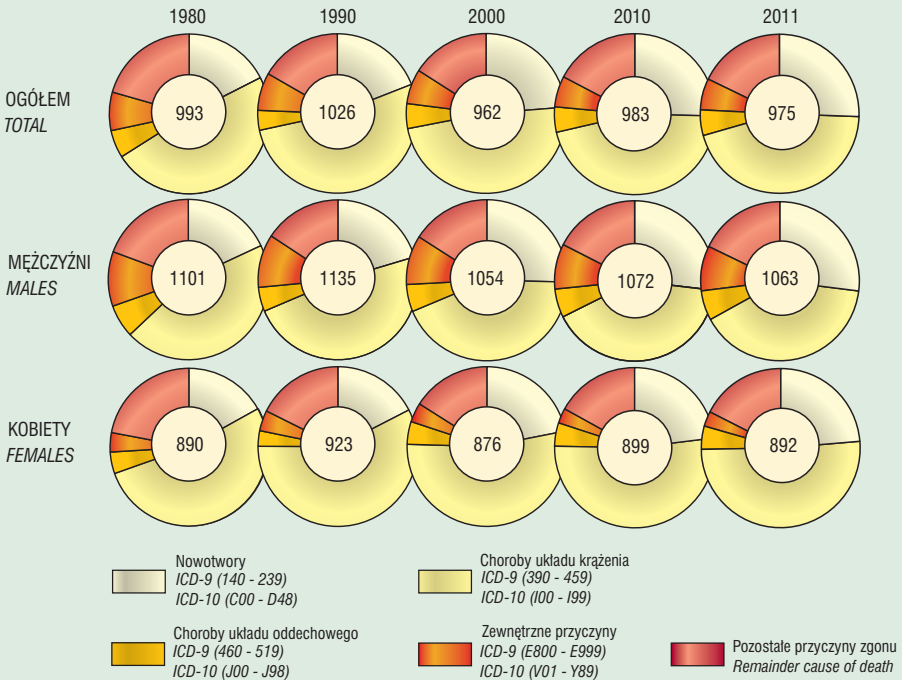 1980 1990 2000 2010 2011
OGÓŁEM
TOTAL
993 1026 962 983 975
MĘŻCZYŹNI
MALES
1101 1135 1054 1072 1063
KOBIETY
FEMALES
890 923 876 899 892
Nowotwory
ICD-9 (140 - 239)
ICD-10 (C00 - D48)
Choroby układu krążenia
ICD-9 (390 - 459)
ICD-10 (I00 - I99)
Choroby układu oddechowego
ICD-9 (460 - 519)
ICD-10 (J00 - J98)
Zewnętrzne przyczyny
ICD-9 (E800 - E999)
ICD-10 (V01 - Y89)
Pozostałe przyczyny zgonu
Remainder cause of death